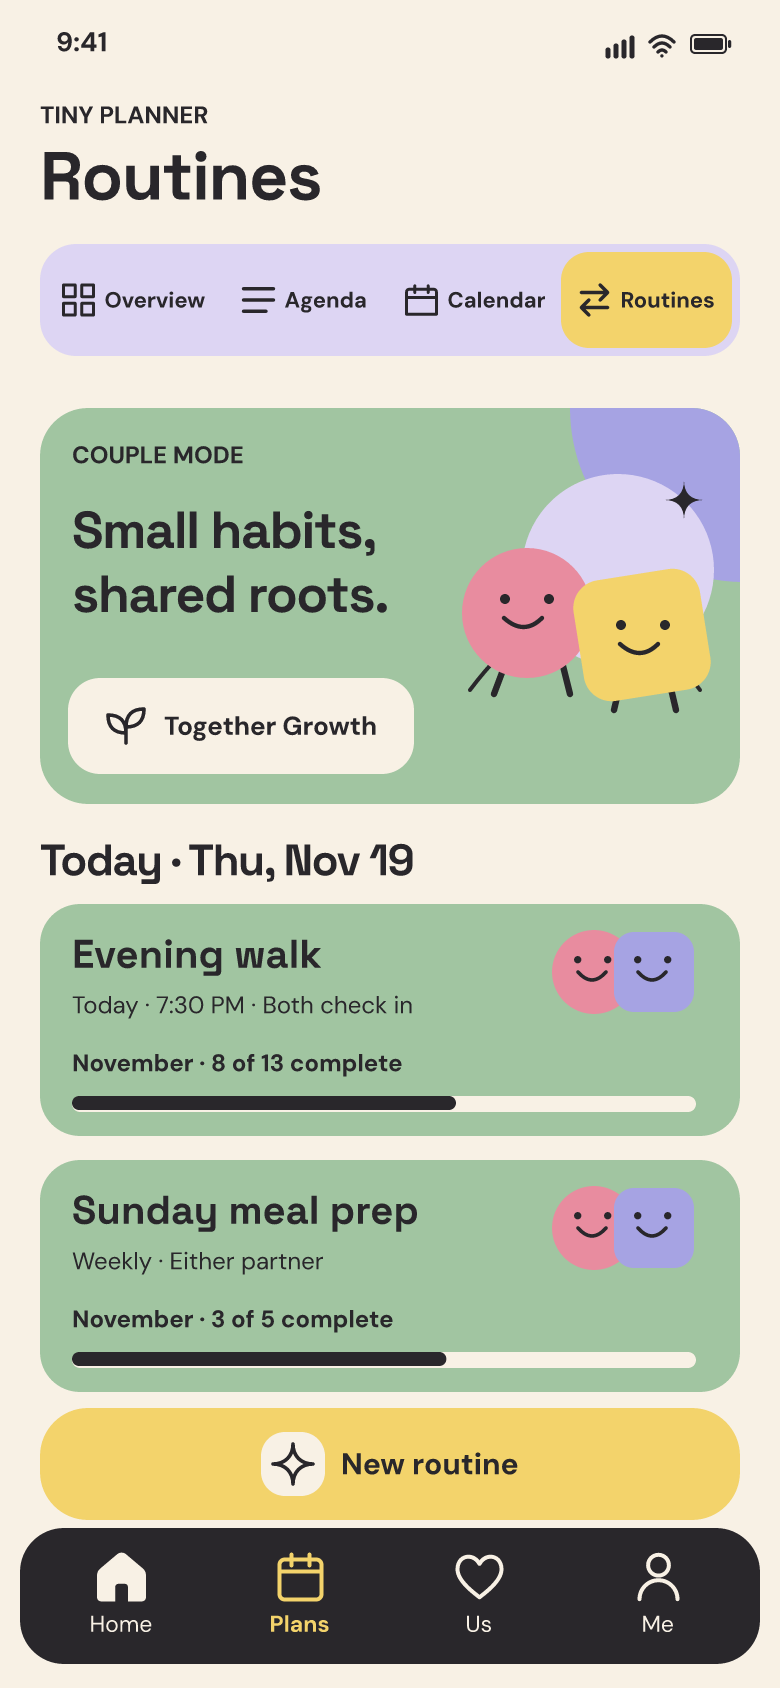 9:41
TINY PLANNER
Routines
Overview
Agenda
Calendar
Routines
COUPLE MODE
Small habits,
shared roots.
Together Growth
Today · Thu, Nov 19
Evening walk
Today · 7:30 PM · Both check in
November · 8 of 13 complete
Sunday meal prep
Weekly · Either partner
November · 3 of 5 complete
New routine
Home
Plans
Us
Me